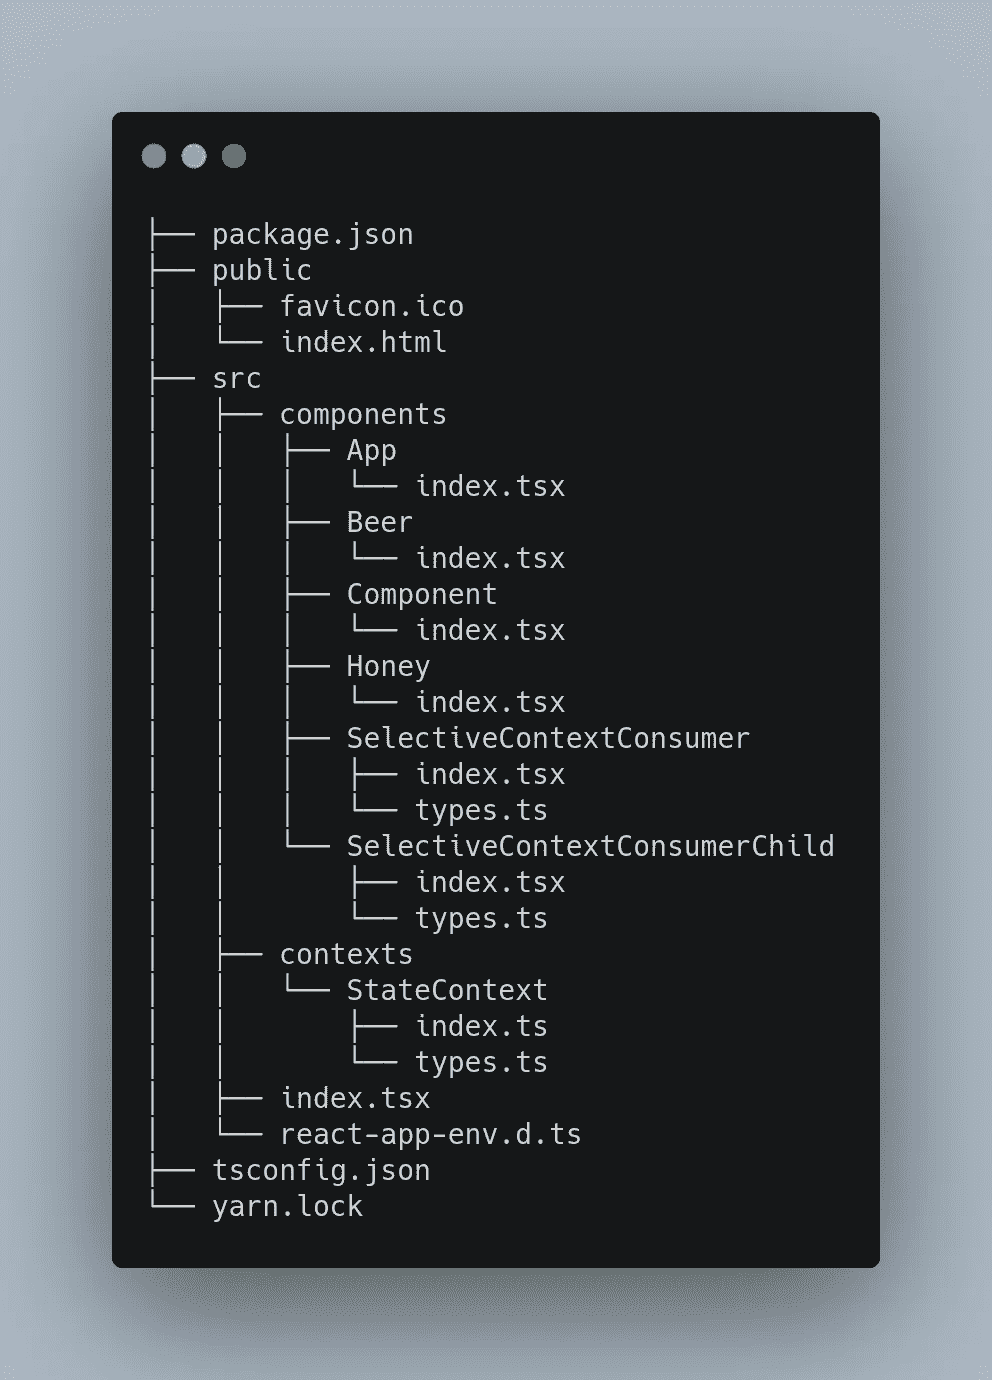 ├── package.json
├── public
│   ├── favicon.ico
│   └── index.html
├── src
│   ├── components
│   │   ├── App
│   │   │   └── index.tsx
│   │   ├── Beer
│   │   │   └── index.tsx
│   │   ├── Component
│   │   │   └── index.tsx
│   │   ├── Honey
│   │   │   └── index.tsx
│   │   ├── SelectiveContextConsumer
│   │   │   ├── index.tsx
│   │   │   └── types.ts
│   │   └── SelectiveContextConsumerChild
│   │       ├── index.tsx
│   │       └── types.ts
│   ├── contexts
│   │   └── StateContext
│   │       ├── index.ts
│   │       └── types.ts
│   ├── index.tsx
│   └── react-app-env.d.ts
├── tsconfig.json
└── yarn.lock